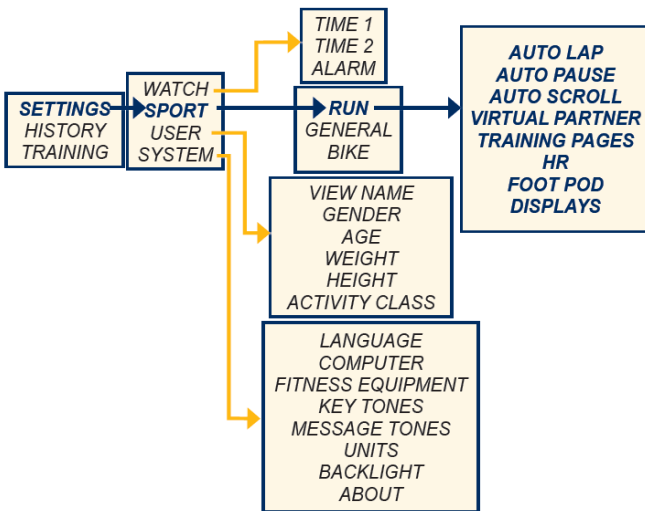 SETTINGS
HISTORY
TRAINING
WATCH
SPORT
USER
SYSTEM
TIME 1
TIME 2
ALARM
RUN
GENERAL
BIKE
VIEW NAME
GENDER
AGE
WEIGHT
HEIGHT
ACTIVITY CLASS
LANGUAGE
COMPUTER
FITNESS EQUIPMENT
KEY TONES
MESSAGE TONES
UNITS
BACKLIGHT
ABOUT
AUTO LAP
AUTO PAUSE
AUTO SCROLL
VIRTUAL PARTNER
TRAINING PAGES
HR
FOOT POD
DISPLAYS